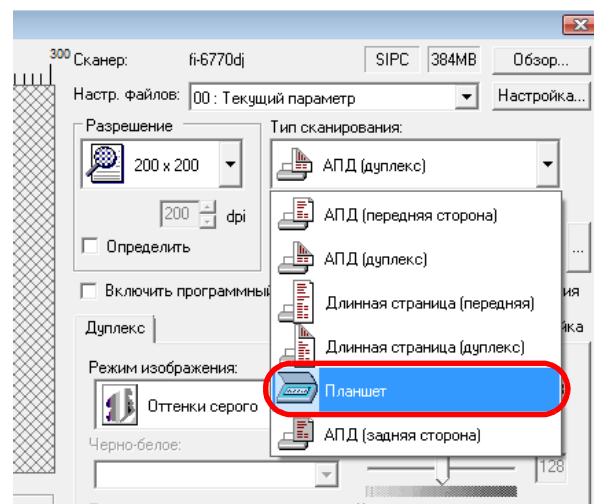 300 Сканер: fi-6770dj SIPC 384MB Обзор...
Настр. файлов: 00 : Текущий параметр Настройка...
Разрешение Тип сканирования:
200 x 200 АПД (дуплекс)
200 dpi АПД (передняя сторона)
Определить АПД (дуплекс) ...
Включить программный Длинная страница (передняя) ия
Дуплекс Длинная страница (дуплекс) йка
Режим изображения:
Оттенки серого Планшет
Черно-белое: АПД (задняя сторона)
128